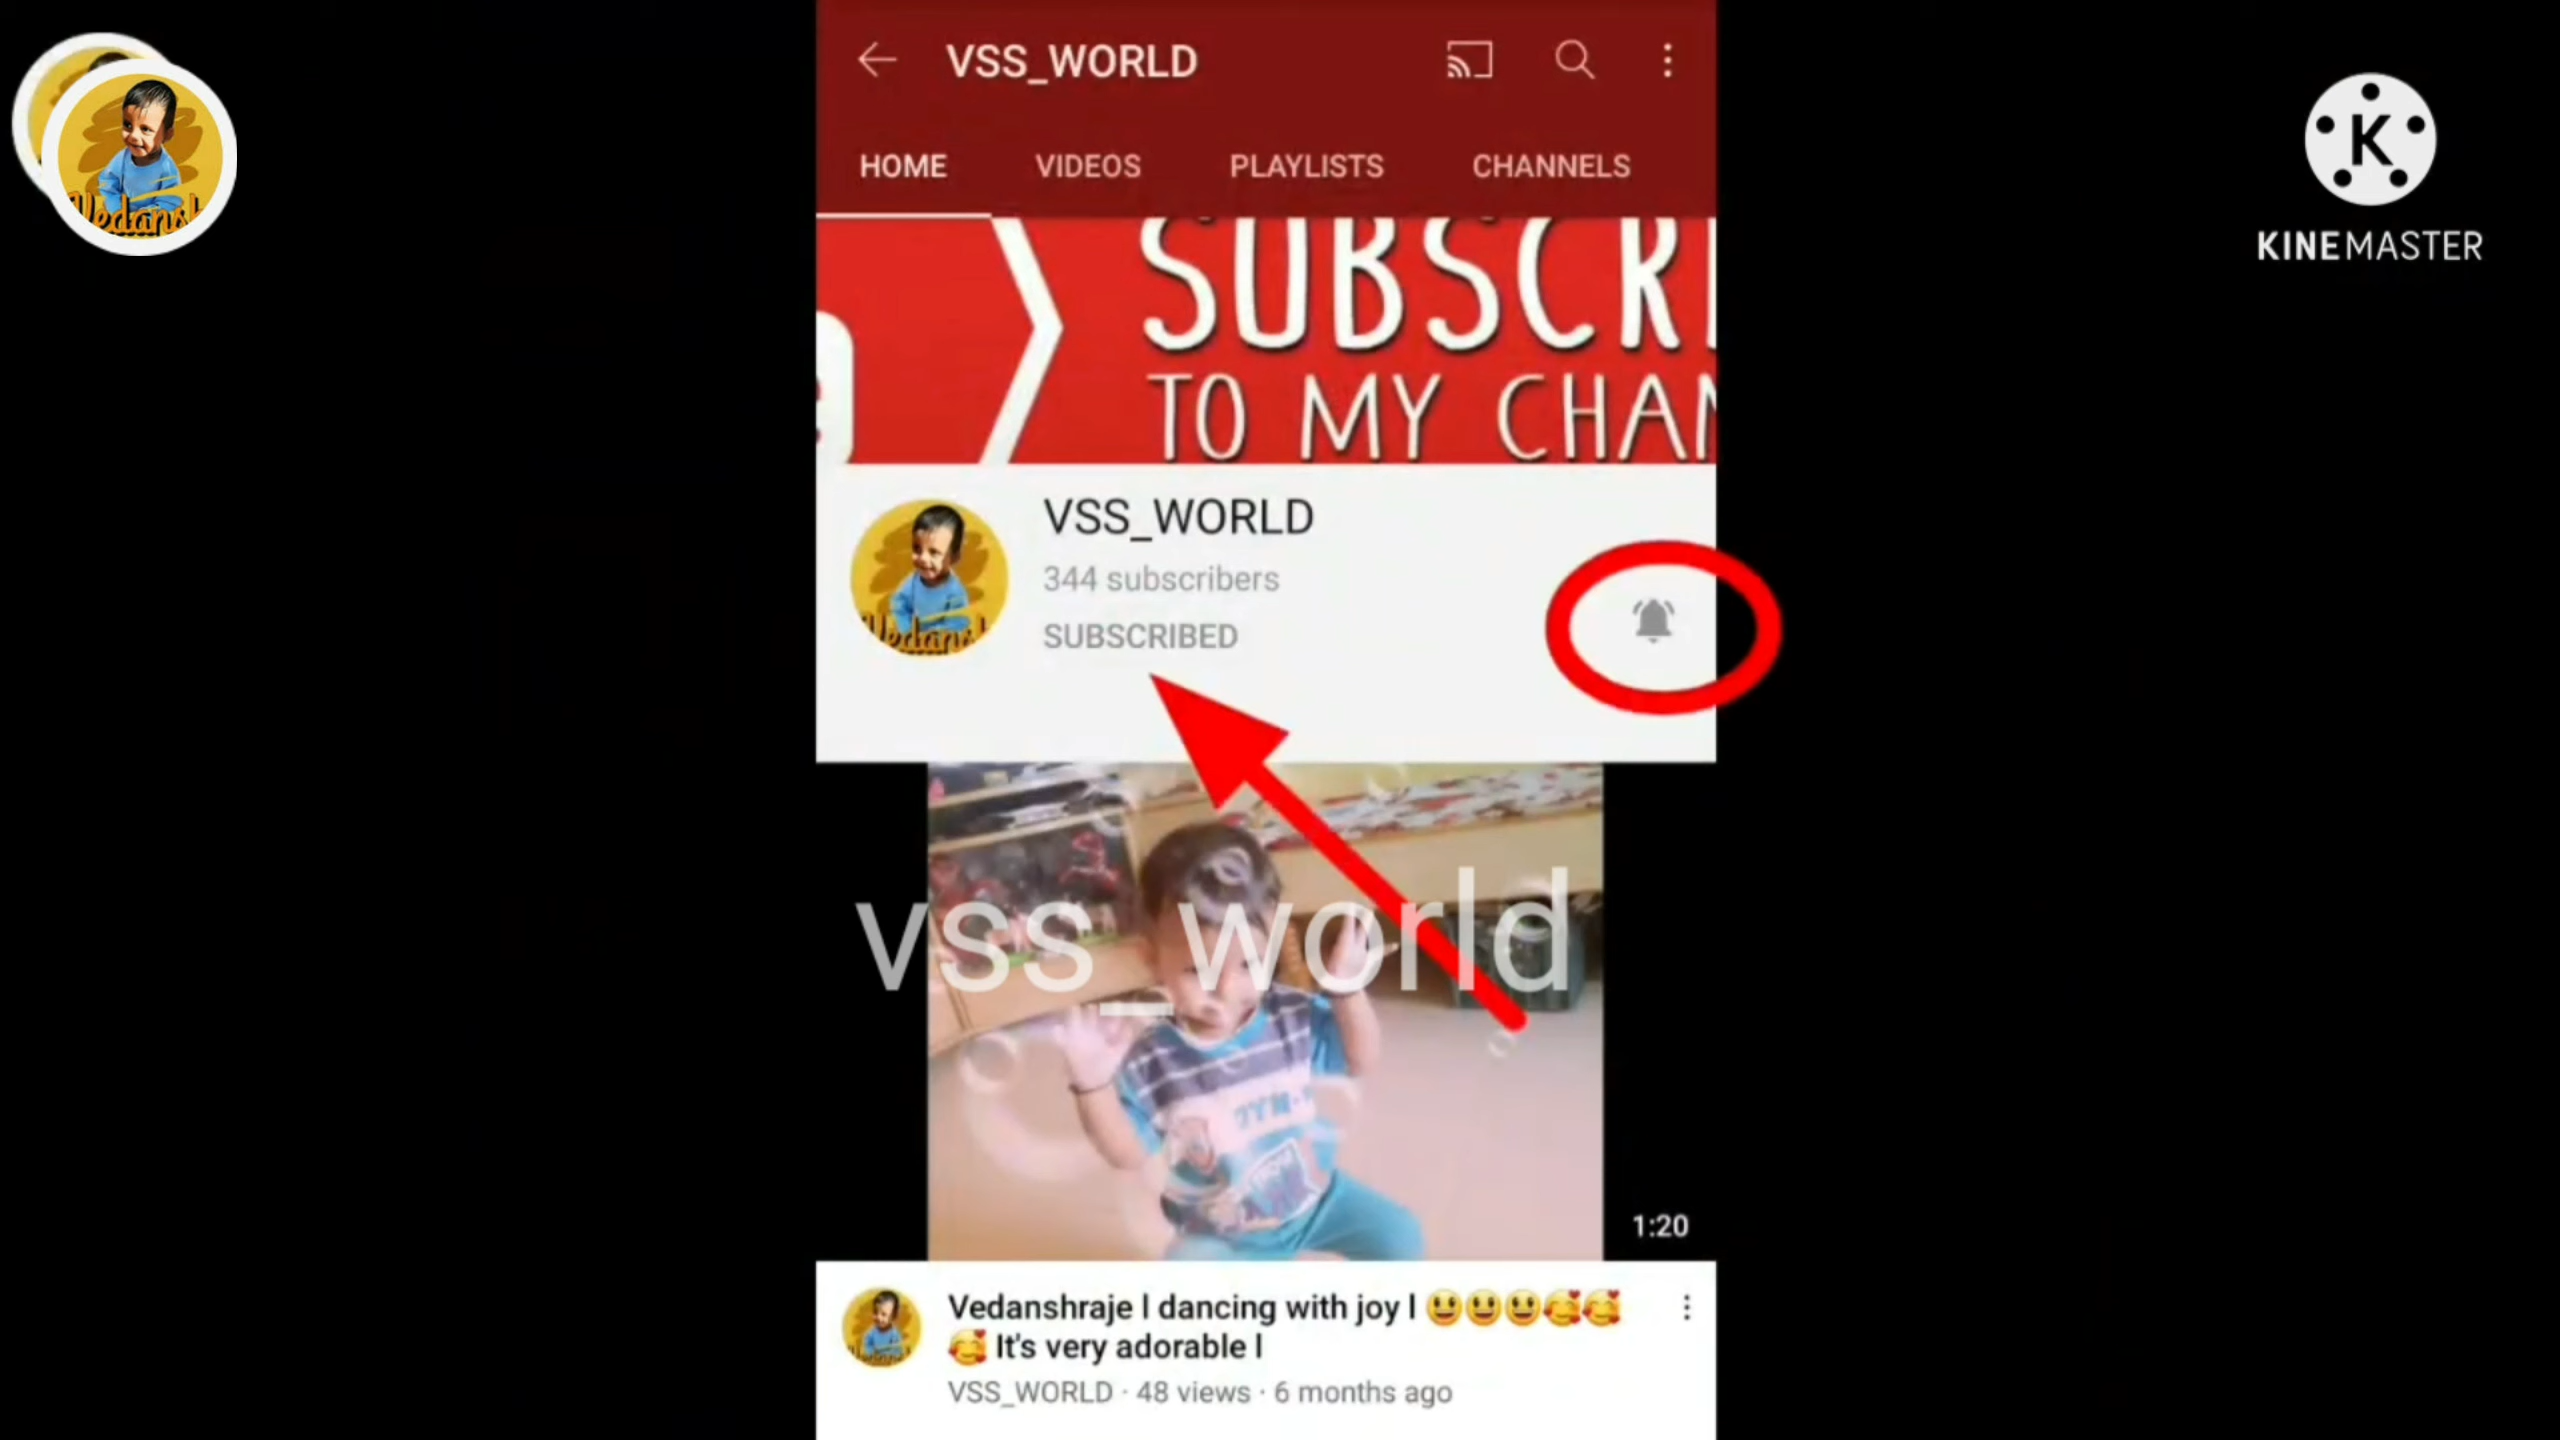 VSS_WORLD
HOME VIDEOS PLAYLISTS CHANNELS
SUBSCRI
TO MY CHAN
VSS_WORLD
344 subscribers
SUBSCRIBED
Vedansh
K
KINEMASTER
vss_world
1:20
Vedanshraje l dancing with joy l 😃😃😃🥰🥰
🥰 It's very adorable l
VSS_WORLD · 48 views · 6 months ago